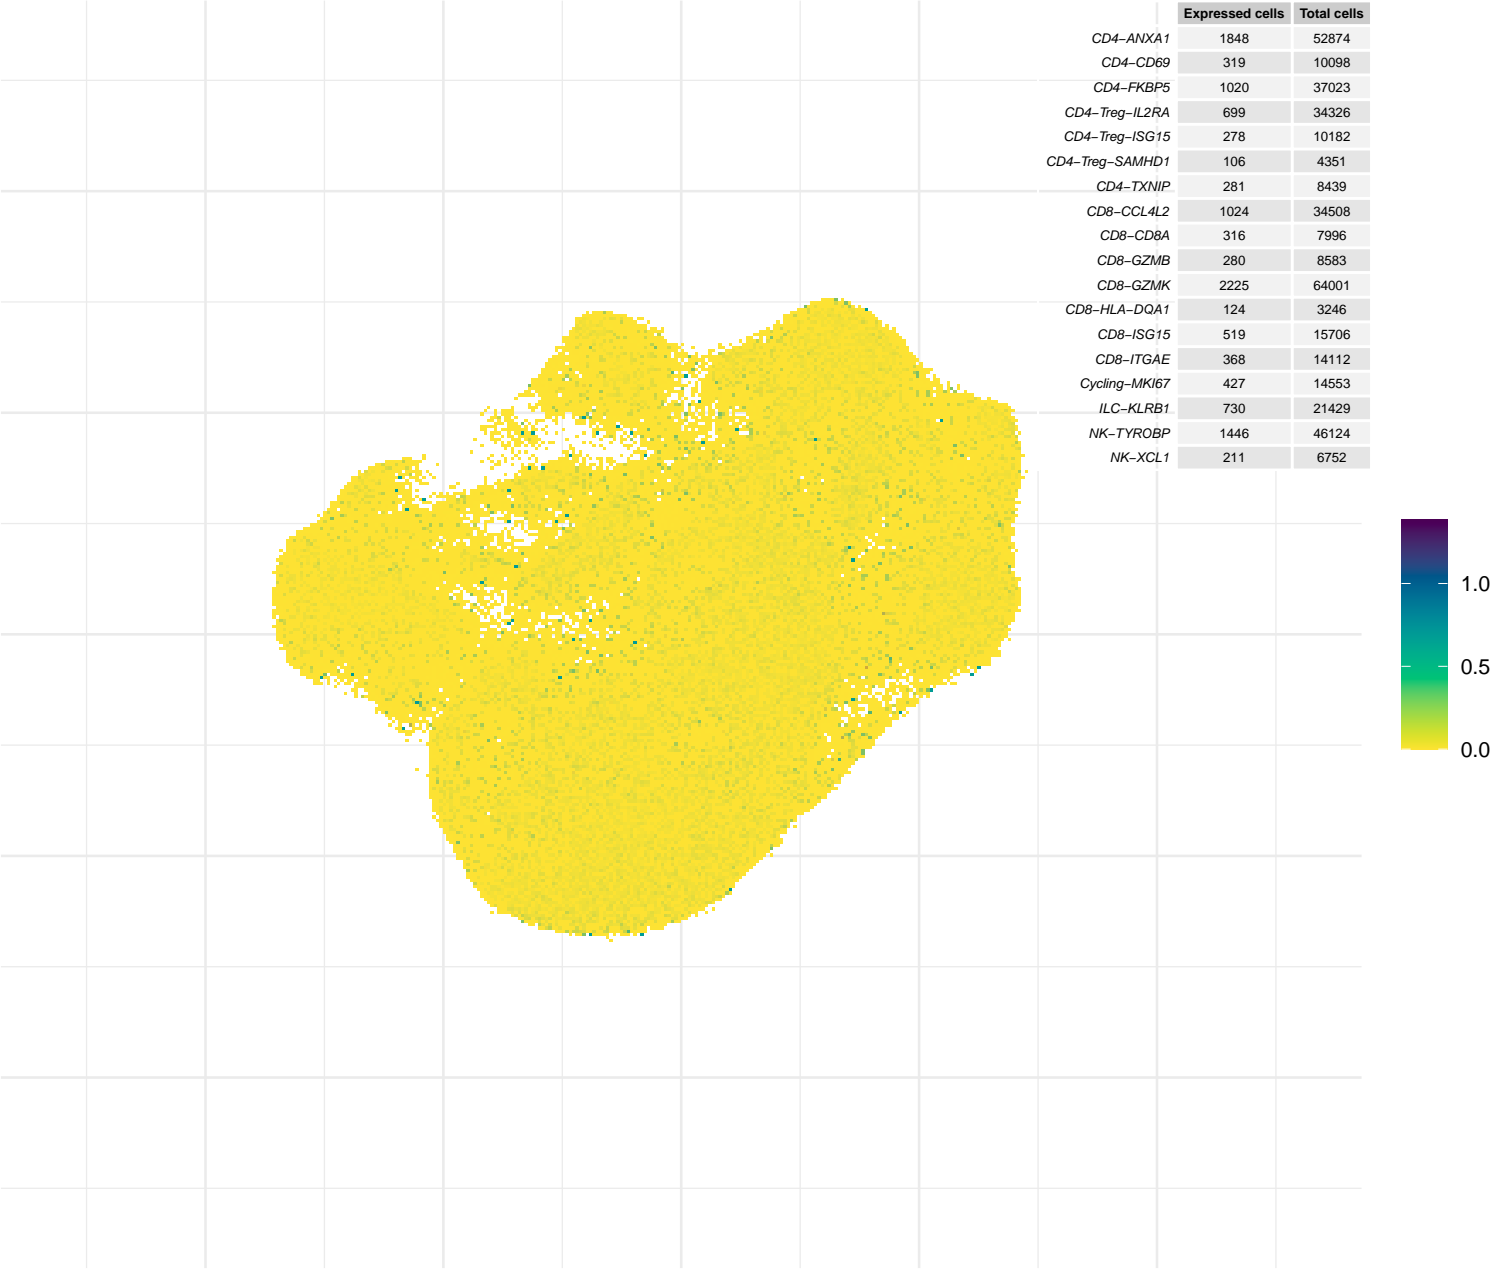 Expressed cells Total cells
CD4−ANXA1 1848 52874
CD4−CD69 319 10098
CD4−FKBP5 1020 37023
CD4−Treg−IL2RA 699 34326
CD4−Treg−ISG15 278 10182
CD4−Treg−SAMHD1 106 4351
CD4−TXNIP 281 8439
CD8−CCL4L2 1024 34508
CD8−CD8A 316 7996
CD8−GZMB 280 8583
CD8−GZMK 2225 64001
CD8−HLA−DQA1 124 3246
CD8−ISG15 519 15706
CD8−ITGAE 368 14112
Cycling−MKI67 427 14553
ILC−KLRB1 730 21429
NK−TYROBP 1446 46124
NK−XCL1 211 6752
1.0
0.5
0.0